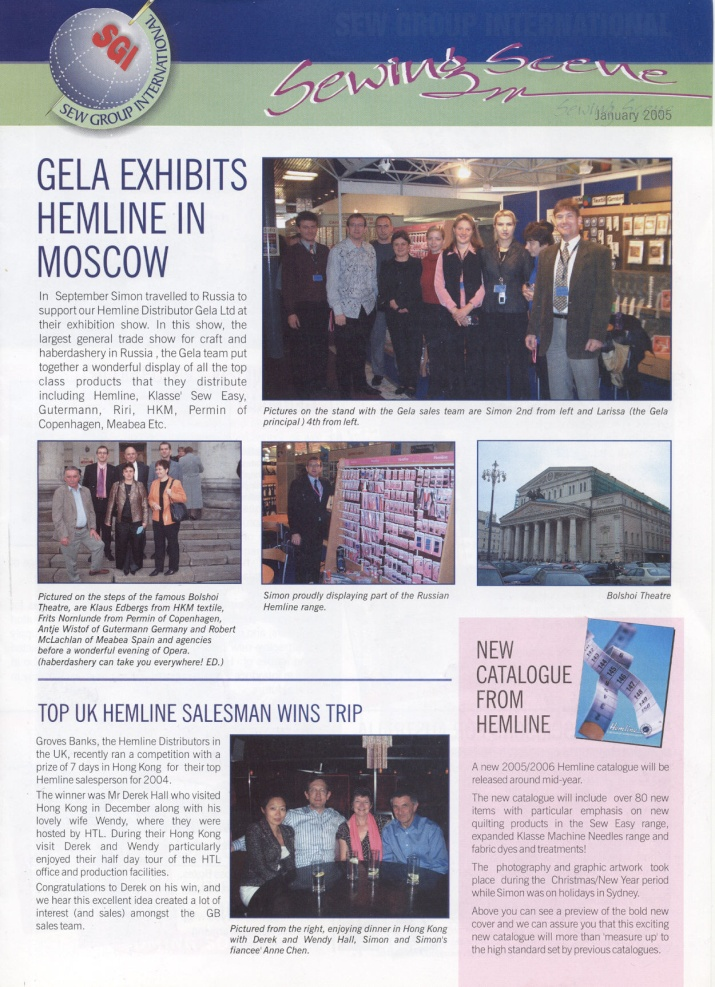 SGI
SEW GROUP INTERNATIONAL
SEW GROUP INTERNATIONAL
Sewing Scene
Sewing Scene
January 2005
GELA EXHIBITS
HEMLINE IN
MOSCOW
In September Simon travelled to Russia to
support our Hemline Distributor Gela Ltd at
their exhibition show. In this show, the
largest general trade show for craft and
haberdashery in Russia , the Gela team put
together a wonderful display of all the top
class products that they distribute
including Hemline, Klasse' Sew Easy,
Gutermann, Riri, HKM, Permin of
Copenhagen, Meabea Etc.
Pictures on the stand with the Gela sales team are Simon 2nd from left and Larissa (the Gela
principal ) 4th from left.
Pictured on the steps of the famous Bolshoi
Theatre, are Klaus Edbergs from HKM textile,
Frits Nornlunde from Permin of Copenhagen,
Antje Wistof of Gutermann Germany and Robert
McLachlan of Meabea Spain and agencies
before a wonderful evening of Opera.
(haberdashery can take you everywhere! ED.)
Simon proudly displaying part of the Russian
Hemline range.
Bolshoi Theatre
TOP UK HEMLINE SALESMAN WINS TRIP
Groves Banks, the Hemline Distributors in
the UK, recently ran a competition with a
prize of 7 days in Hong Kong for their top
Hemline salesperson for 2004.
The winner was Mr Derek Hall who visited
Hong Kong in December along with his
lovely wife Wendy, where they were
hosted by HTL. During their Hong Kong
visit Derek and Wendy particularly
enjoyed their half day tour of the HTL
office and production facilities.
Congratulations to Derek on his win, and
we hear this excellent idea created a lot of
interest (and sales) amongst the GB
sales team.
Pictured from the right, enjoying dinner in Hong Kong
with Derek and Wendy Hall, Simon and Simon's
fiancee' Anne Chen.
NEW
CATALOGUE
FROM
HEMLINE
Hemline
A new 2005/2006 Hemline catalogue will be
released around mid-year.
The new catalogue will include over 80 new
items with particular emphasis on new
quilting products in the Sew Easy range,
expanded Klasse Machine Needles range and
fabric dyes and treatments!
The photography and graphic artwork took
place during the Christmas/New Year period
while Simon was on holidays in Sydney.
Above you can see a preview of the bold new
cover and we can assure you that this exciting
new catalogue will more than 'measure up' to
the high standard set by previous catalogues.